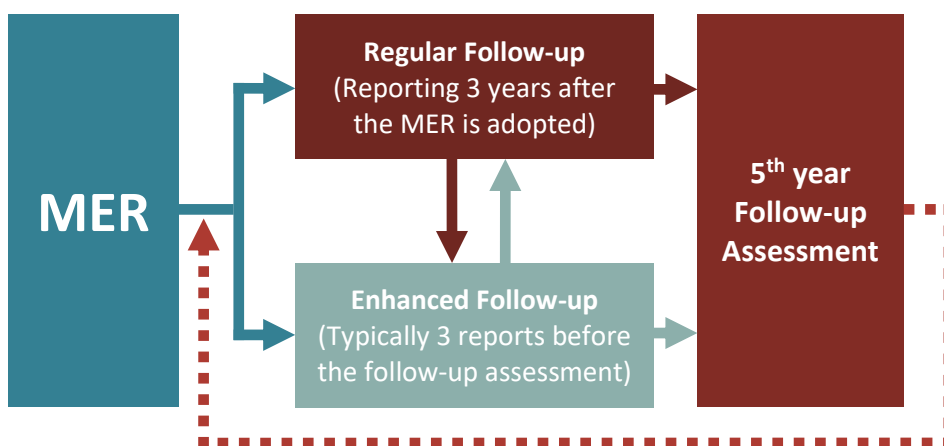 MER
Regular Follow-up
(Reporting 3 years after
the MER is adopted)
Enhanced Follow-up
(Typically 3 reports before
the follow-up assessment)
5th year
Follow-up
Assessment